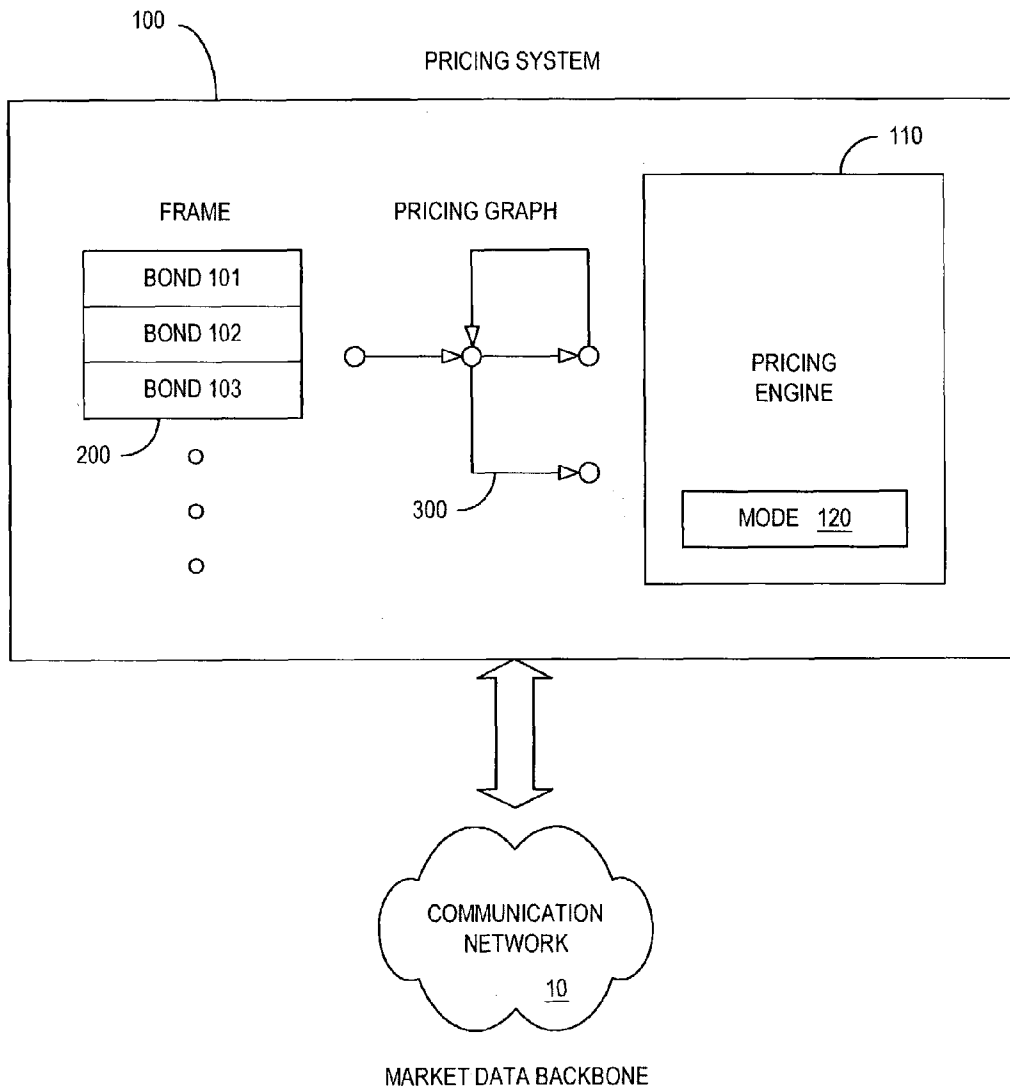 100
PRICING SYSTEM
110
FRAME
PRICING GRAPH
BOND 101
BOND 102
BOND 103
PRICING
ENGINE
200
300
MODE 120
COMMUNICATION
NETWORK
10
MARKET DATA BACKBONE